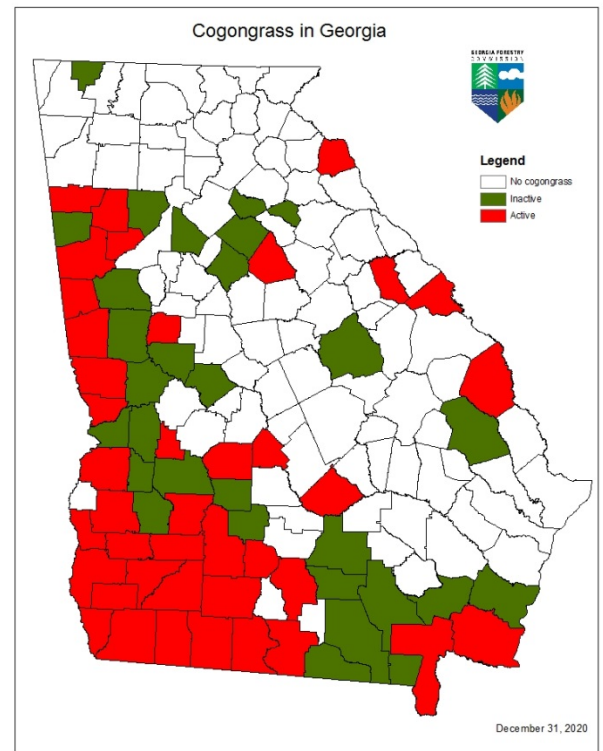 Cogongrass in Georgia
GEORGIA FORESTRY
COMMISSION
Legend
No cogongrass
Inactive
Active
December 31, 2020